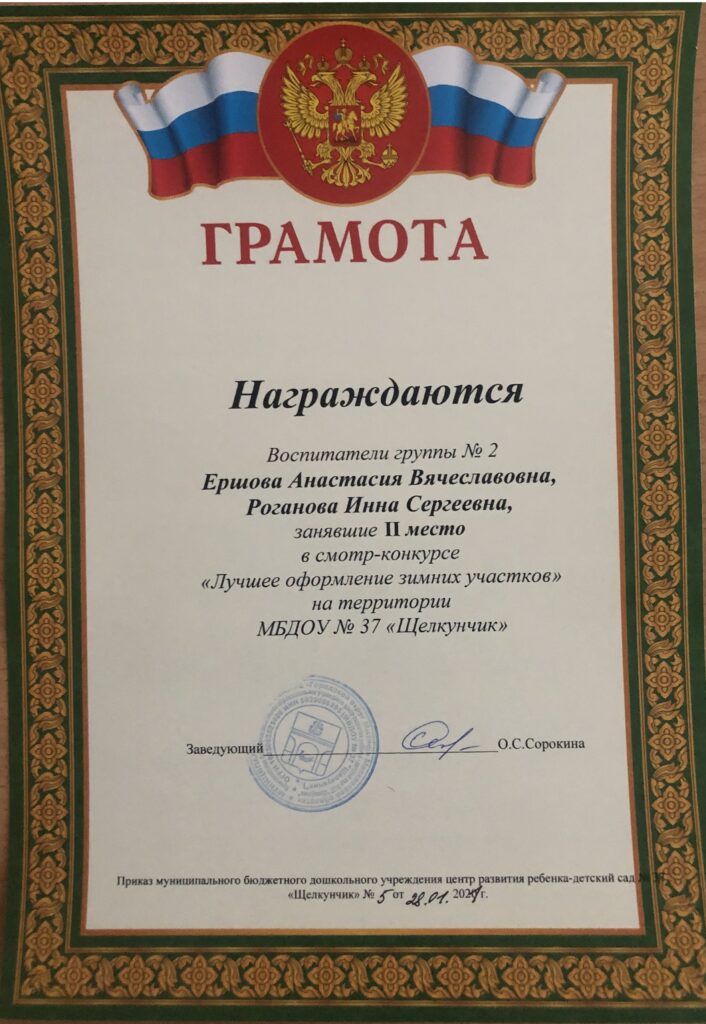 ГРАМОТА
Награждаются
Воспитатели группы № 2
Ершова Анастасия Вячеславовна,
Роганова Инна Сергеевна,
занявшие II место
в смотр-конкурсе
«Лучшее оформление зимних участков»
на территории
МБДОУ № 37 «Щелкунчик»
Заведующий О.С.Сорокина
Приказ муниципального бюджетного дошкольного учреждения центр развития ребенка-детский сад №
«Щелкунчик» № 5 от 28.01. г.